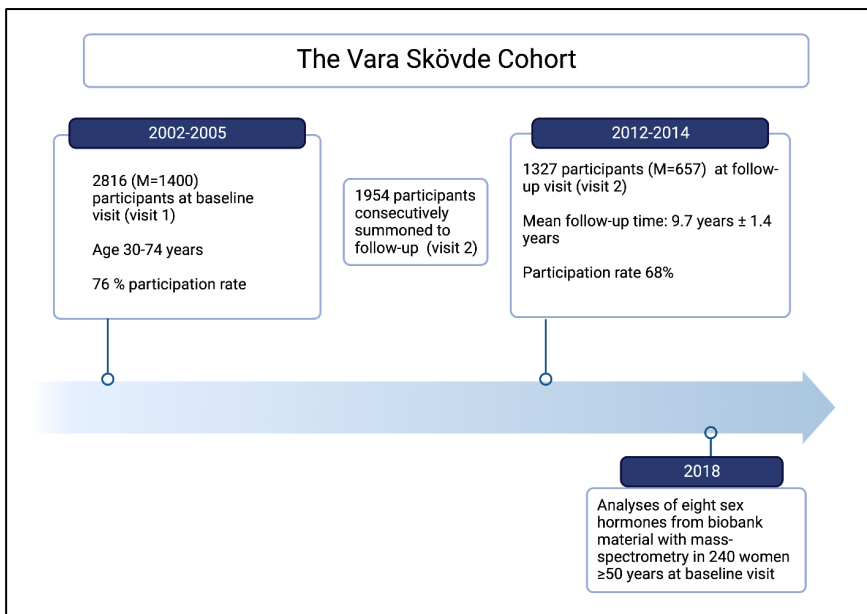 The Vara Skövde Cohort
2002-2005
2816 (M=1400)
participants at baseline
visit (visit 1)
Age 30-74 years
76 % participation rate
1954 participants
consecutively
summoned to
follow-up (visit 2)
2012-2014
1327 participants (M=657) at follow-
up visit (visit 2)
Mean follow-up time: 9.7 years ± 1.4
years
Participation rate 68%
2018
Analyses of eight sex
hormones from biobank
material with mass-
spectrometry in 240 women
≥50 years at baseline visit